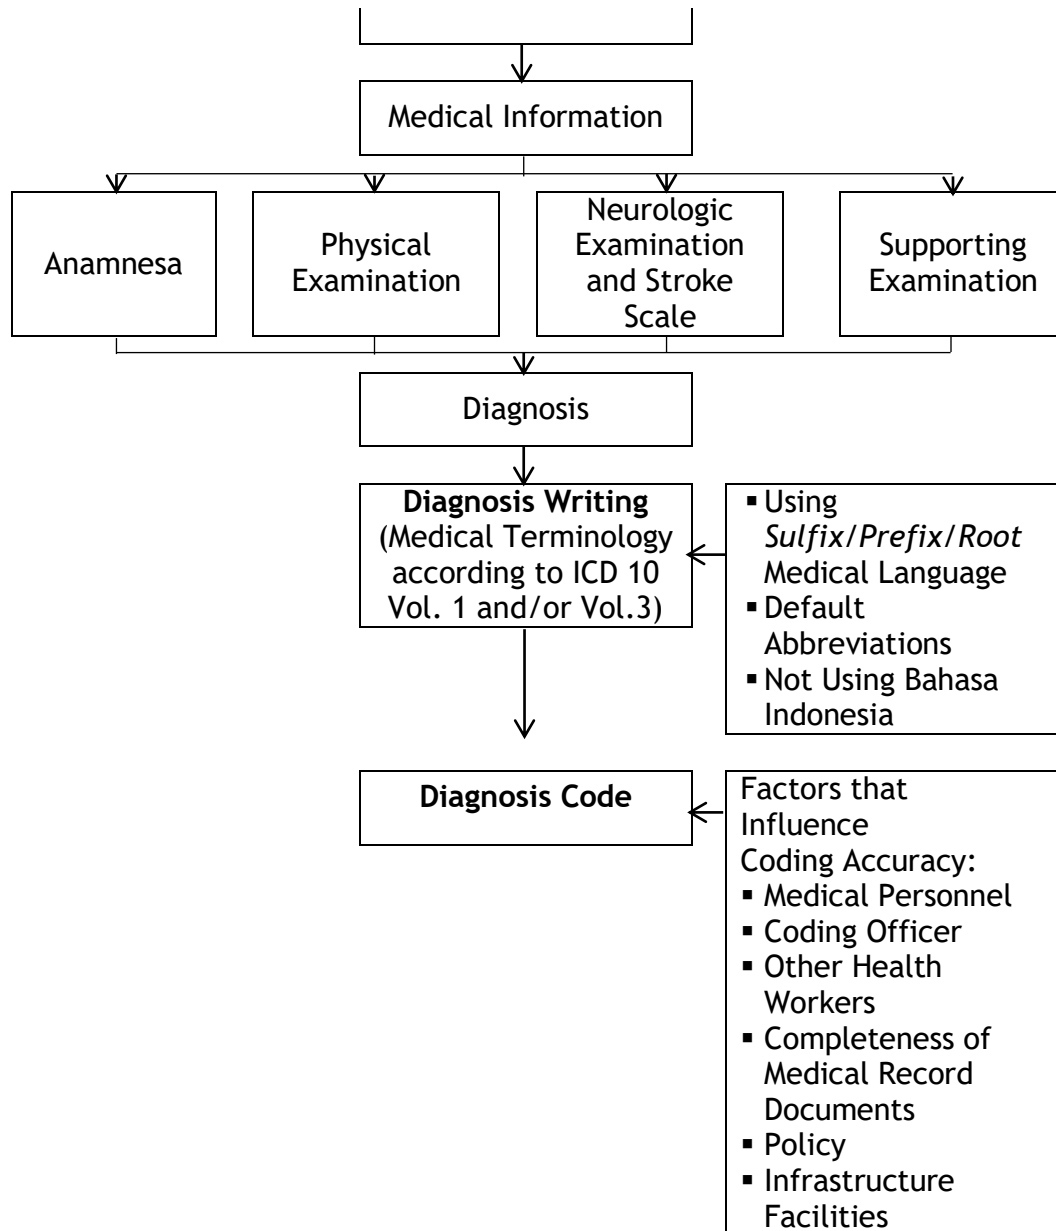 Medical Information
Anamnesa
Physical
Examination
Neurologic
Examination
and Stroke
Scale
Supporting
Examination
Diagnosis
Diagnosis Writing
(Medical Terminology
according to ICD 10
Vol. 1 and/or Vol.3)
▪ Using
Sulfix/Prefix/Root
Medical Language
▪ Default
Abbreviations
▪ Not Using Bahasa
Indonesia
Diagnosis Code
Factors that
Influence
Coding Accuracy:
▪ Medical Personnel
▪ Coding Officer
▪ Other Health
Workers
▪ Completeness of
Medical Record
Documents
▪ Policy
▪ Infrastructure
Facilities